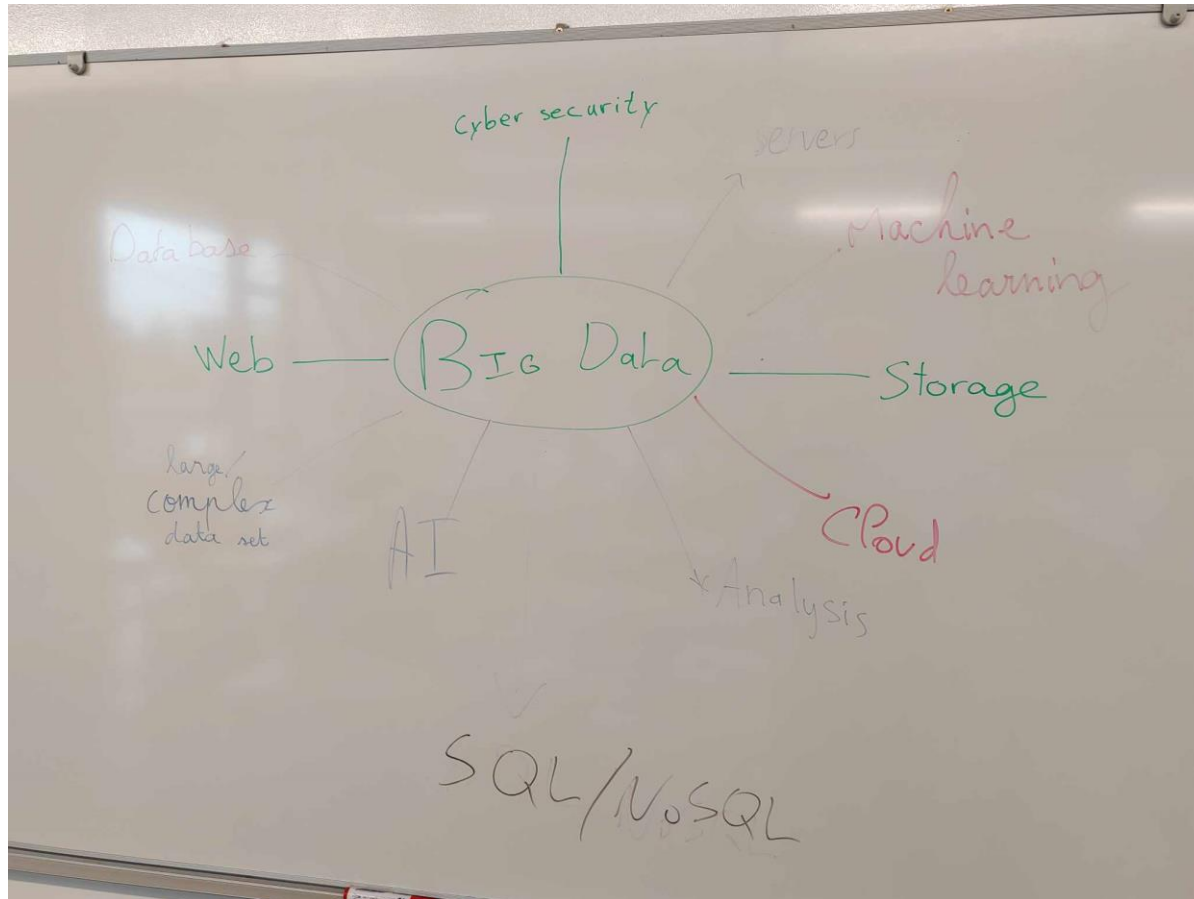 Cyber security
servers
Machine
learning
Database
Web
BIG Data
Storage
large/
complex
data set
AI
Cloud
Analysis
SQL/NoSQL